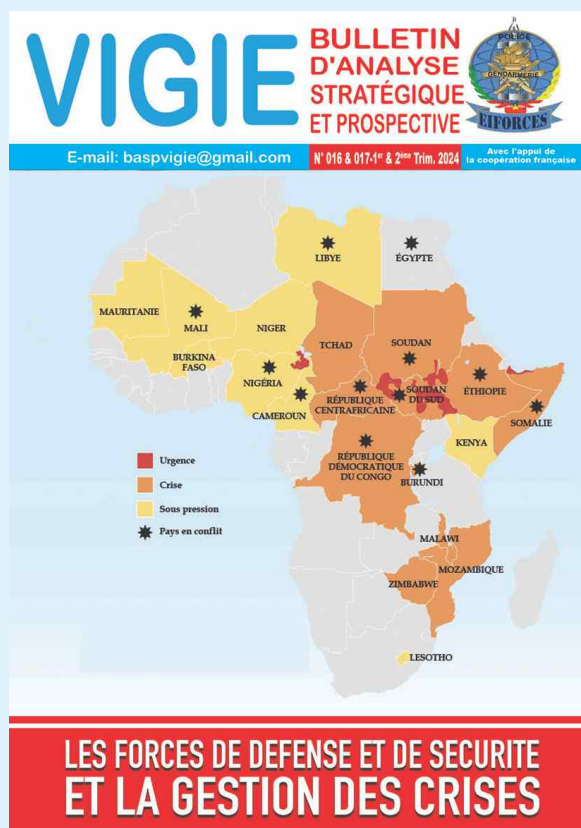 VIGIE
BULLETIN
D'ANALYSE
STRATÉGIQUE
ET PROSPECTIVE
POLICE
GENDARMERIE
EIFORCES
E-mail: baspvigie@gmail.com
N° 016 & 017-1er & 2ème Trim. 2024
Avec l'appui de
la coopération française
LIBYE
ÉGYPTE
MAURITANIE
MALI
NIGER
TCHAD
SOUDAN
BURKINA
FASO
NIGÉRIA
CAMEROUN
RÉPUBLIQUE
CENTRAFRICAINE
SOUDAN
DU SUD
ÉTHIOPIE
SOMALIE
KENYA
RÉPUBLIQUE
DÉMOCRATIQUE
DU CONGO
BURUNDI
Urgence
Crise
Sous pression
Pays en conflit
MALAWI
MOZAMBIQUE
ZIMBABWE
LESOTHO
LES FORCES DE DEFENSE ET DE SECURITE
ET LA GESTION DES CRISES